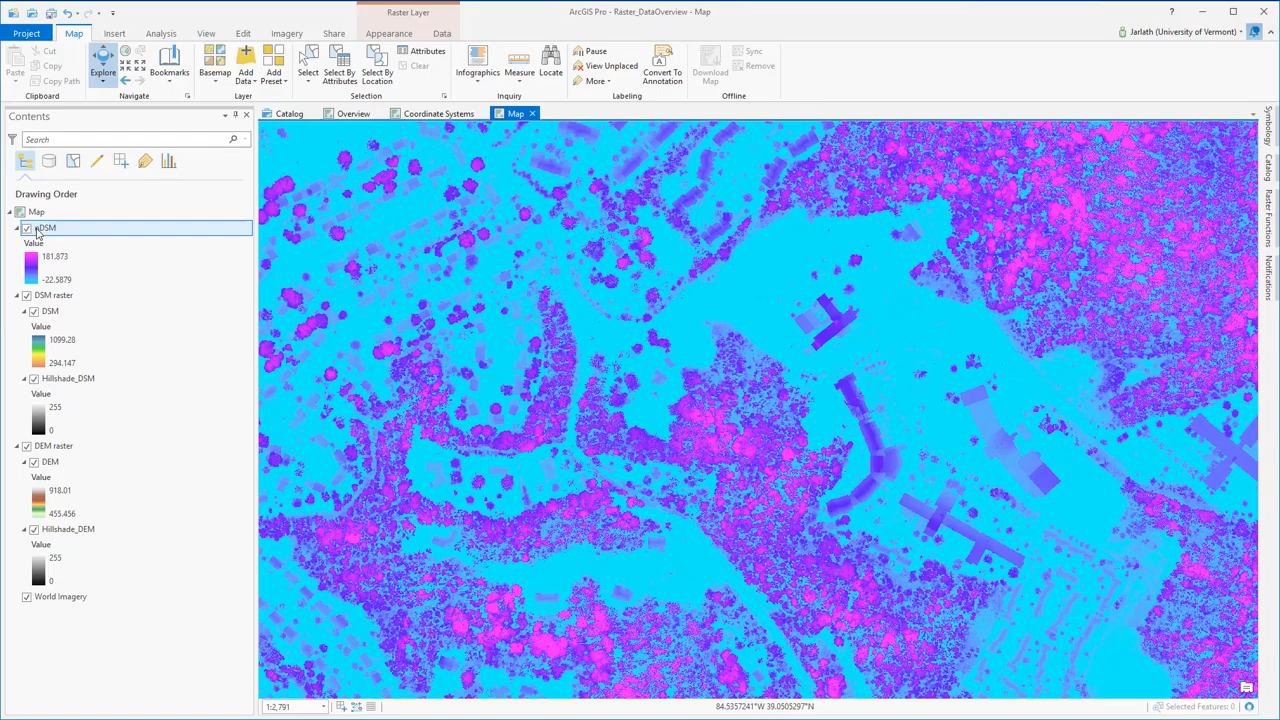 Raster Layer
ArcGIS Pro - Raster_DataOverview - Map
?
Project
Map
Insert
Analysis
View
Edit
Imagery
Share
Appearance
Data
Jarlath (University of Vermont)
Paste
Cut
Copy
Copy Path
Clipboard
Explore
Bookmarks
Navigate
Basemap
Add Data
Add Preset
Layer
Select
Select By Attributes
Select By Location
Attributes
Clear
Selection
Infographics
Measure
Locate
Inquiry
Pause
View Unplaced
More
Convert To Annotation
Labeling
Download Map
Sync
Remove
Offline
Contents
Search
Drawing Order
Map
Value
181.873
-22.5879
DSM raster
DSM
Value
1099.28
294.147
Hillshade_DSM
Value
255
0
DEM raster
DEM
Value
918.01
455.456
Hillshade_DEM
Value
255
0
World Imagery
Catalog
Overview
Coordinate Systems
Map
1:2,791
84.5357241°W 39.0505297°N
Selected Features: 0
Symbology
Catalog
Raster Functions
Notifications